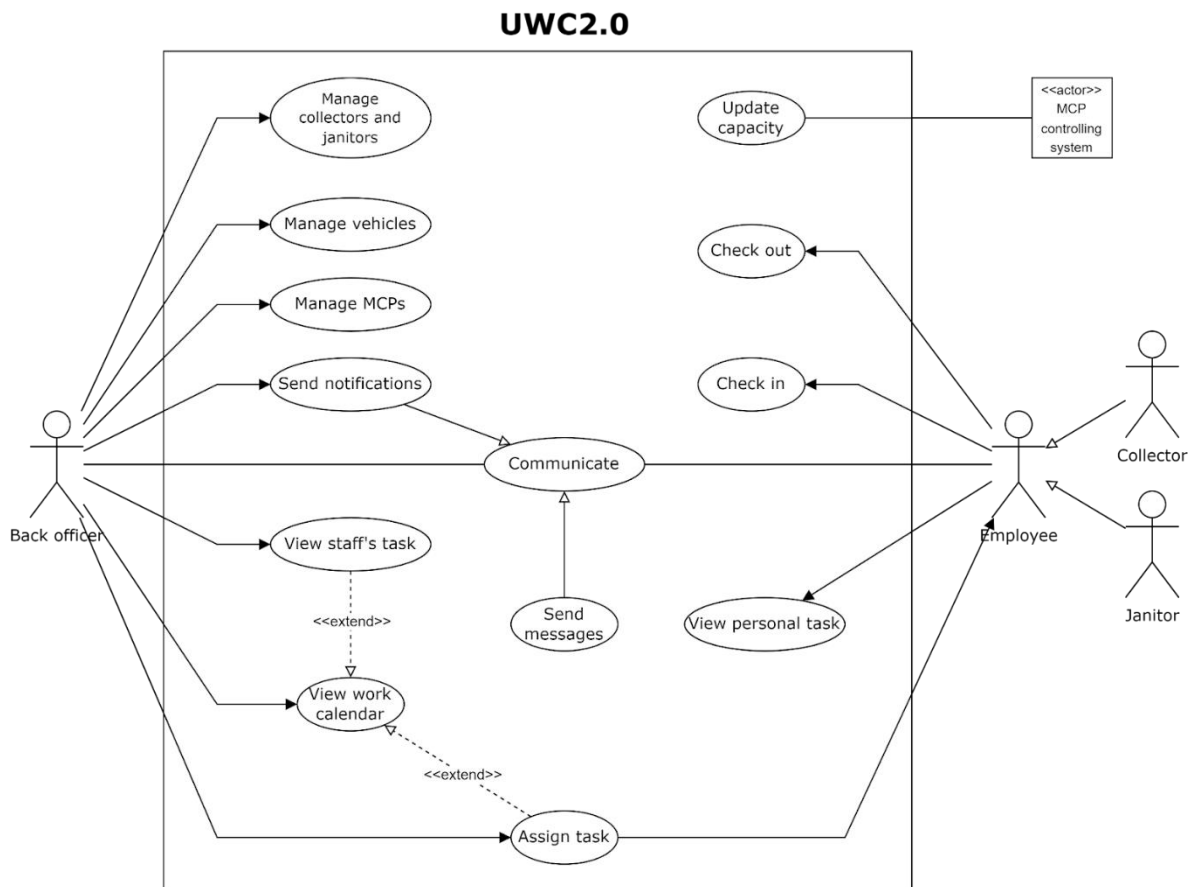 UWC2.0
Manage
collectors and
janitors
Update
capacity
<<actor>>
MCP
controlling
system
Manage vehicles
Check out
Manage MCPs
Send notifications
Check in
Communicate
Collector
Back officer
View staff's task
Employee
<<extend>>
Send
messages
View personal task
Janitor
View work
calendar
<<extend>>
Assign task